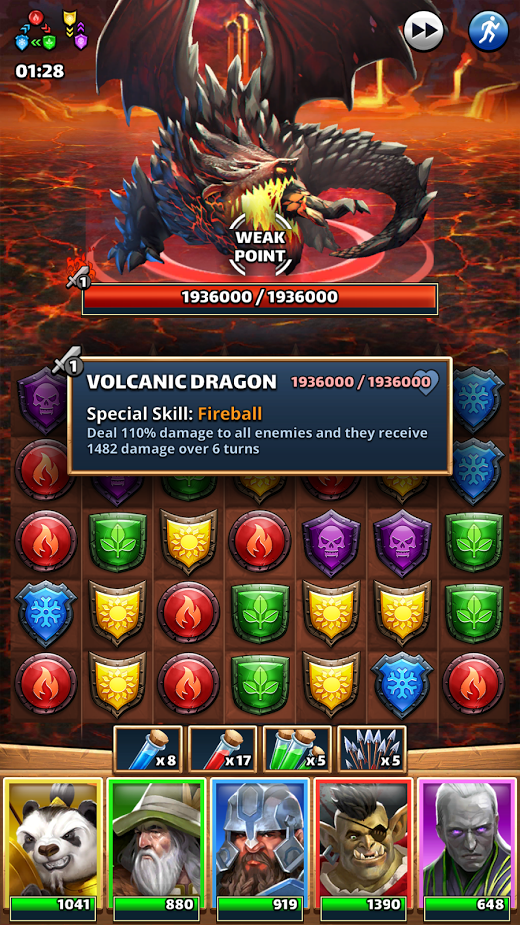 01:28
WEAK
POINT
1
1936000 / 1936000
1
VOLCANIC DRAGON 1936000 / 1936000
Special Skill: Fireball
Deal 110% damage to all enemies and they receive
1482 damage over 6 turns
x 8 x 17 x 5 x 5
1041 880 919 1390 648